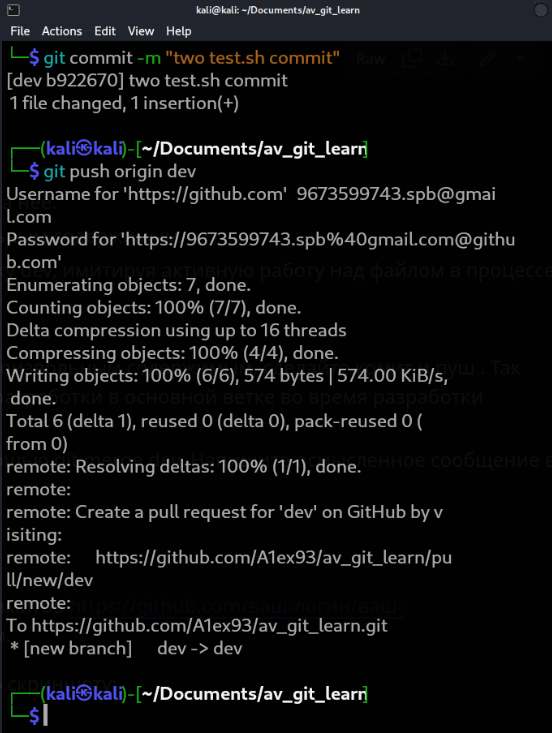 kali@kali: ~/Documents/av_git_learn
File Actions Edit View Help
└─$ git commit -m "two test.sh commit"
[dev b922670] two test.sh commit
1 file changed, 1 insertion(+)
┌──(kali㉿kali)-[~/Documents/av_git_learn]
└─$ git push origin dev
Username for 'https://github.com' 9673599743.spb@gmai
l.com
Password for 'https://9673599743.spb%40gmail.com@githu
b.com'
Enumerating objects: 7, done.
Counting objects: 100% (7/7), done.
Delta compression using up to 16 threads
Compressing objects: 100% (4/4), done.
Writing objects: 100% (6/6), 574 bytes | 574.00 KiB/s,
done.
Total 6 (delta 1), reused 0 (delta 0), pack-reused 0 (
from 0)
remote: Resolving deltas: 100% (1/1), done.
remote:
remote: Create a pull request for 'dev' on GitHub by v
isiting:
remote: https://github.com/A1ex93/av_git_learn/pu
ll/new/dev
remote:
To https://github.com/A1ex93/av_git_learn.git
* [new branch] dev -> dev
┌──(kali㉿kali)-[~/Documents/av_git_learn]
└─$